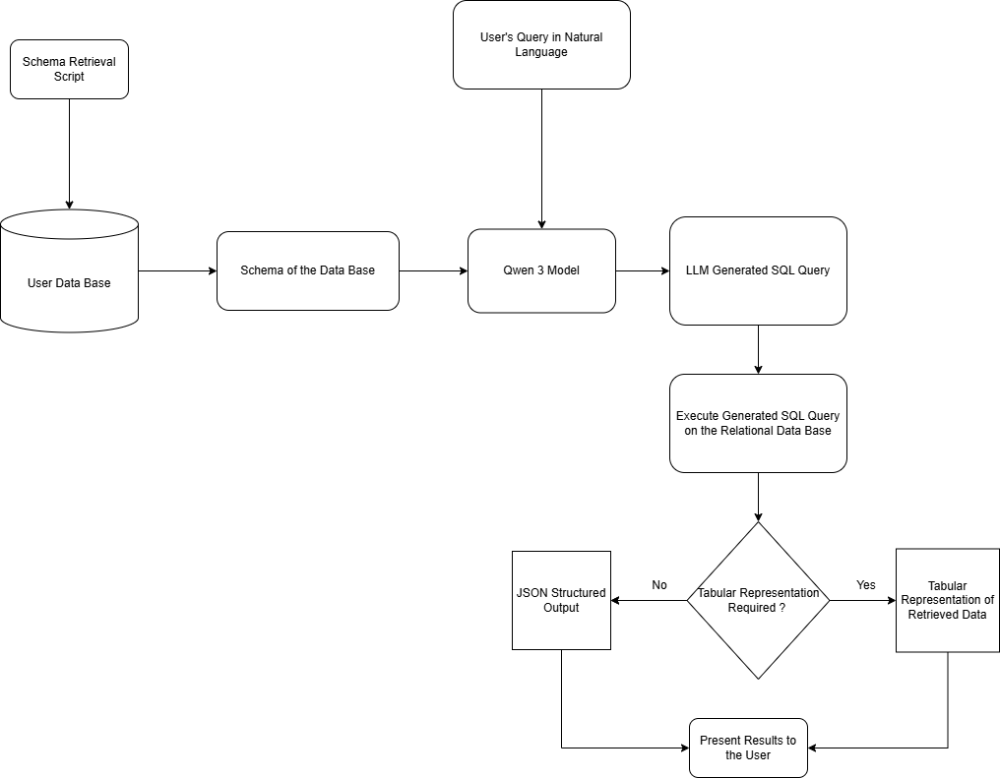 User's Query in Natural
Language
Schema Retrieval
Script
User Data Base
Schema of the Data Base
Qwen 3 Model
LLM Generated SQL Query
Execute Generated SQL Query
on the Relational Data Base
JSON Structured
Output
No
Tabular Representation
Required ?
Yes
Tabular
Representation of
Retrieved Data
Present Results to
the User